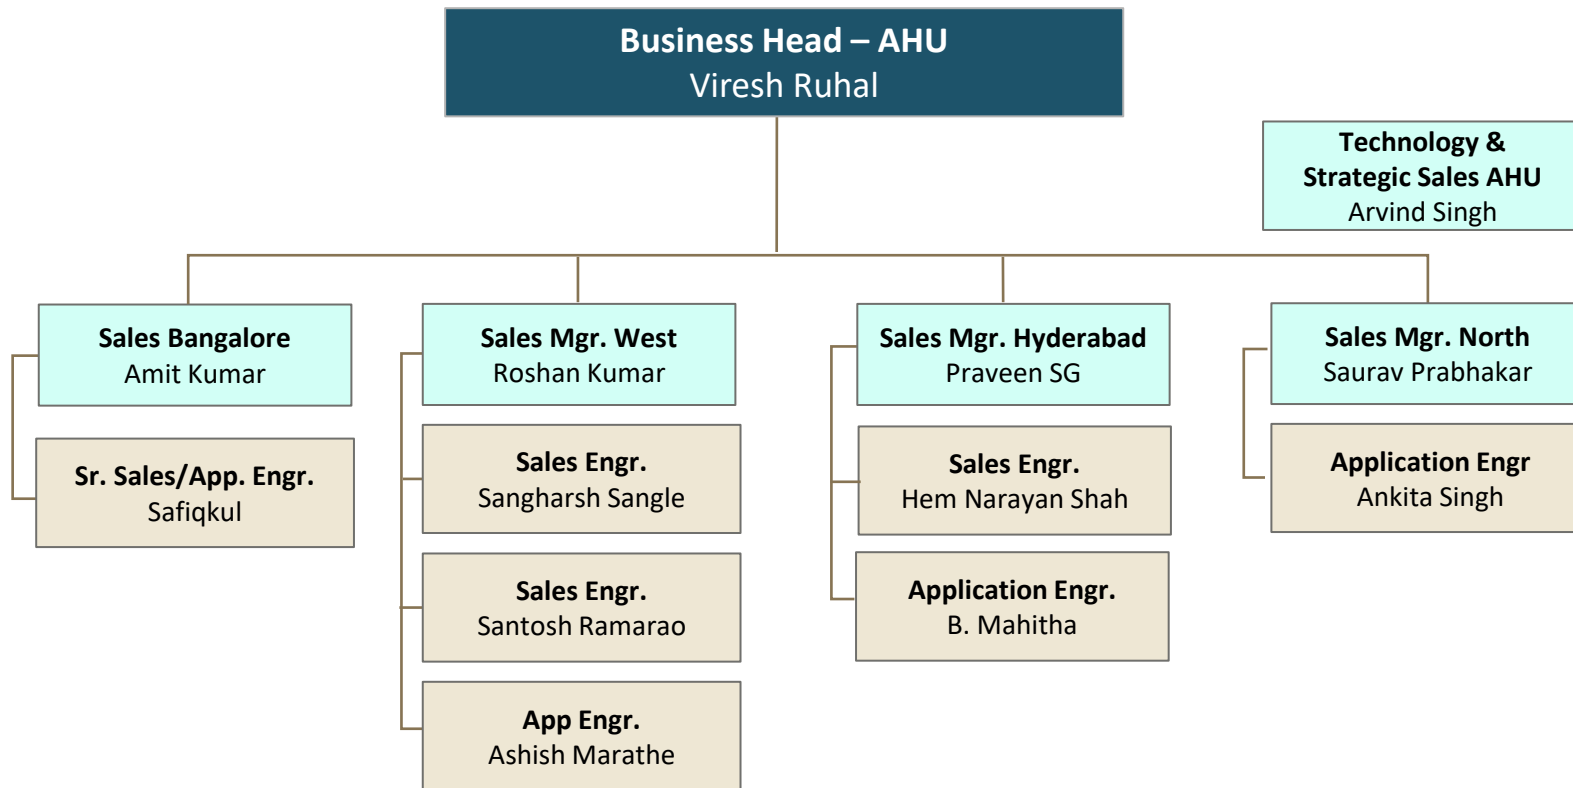 Business Head – AHU
Viresh Ruhal
Technology &
Strategic Sales AHU
Arvind Singh
Sales Bangalore
Amit Kumar
Sr. Sales/App. Engr.
Safiqkul
Sales Mgr. West
Roshan Kumar
Sales Engr.
Sangharsh Sangle
Sales Engr.
Santosh Ramarao
App Engr.
Ashish Marathe
Sales Mgr. Hyderabad
Praveen SG
Sales Engr.
Hem Narayan Shah
Application Engr.
B. Mahitha
Sales Mgr. North
Saurav Prabhakar
Application Engr
Ankita Singh